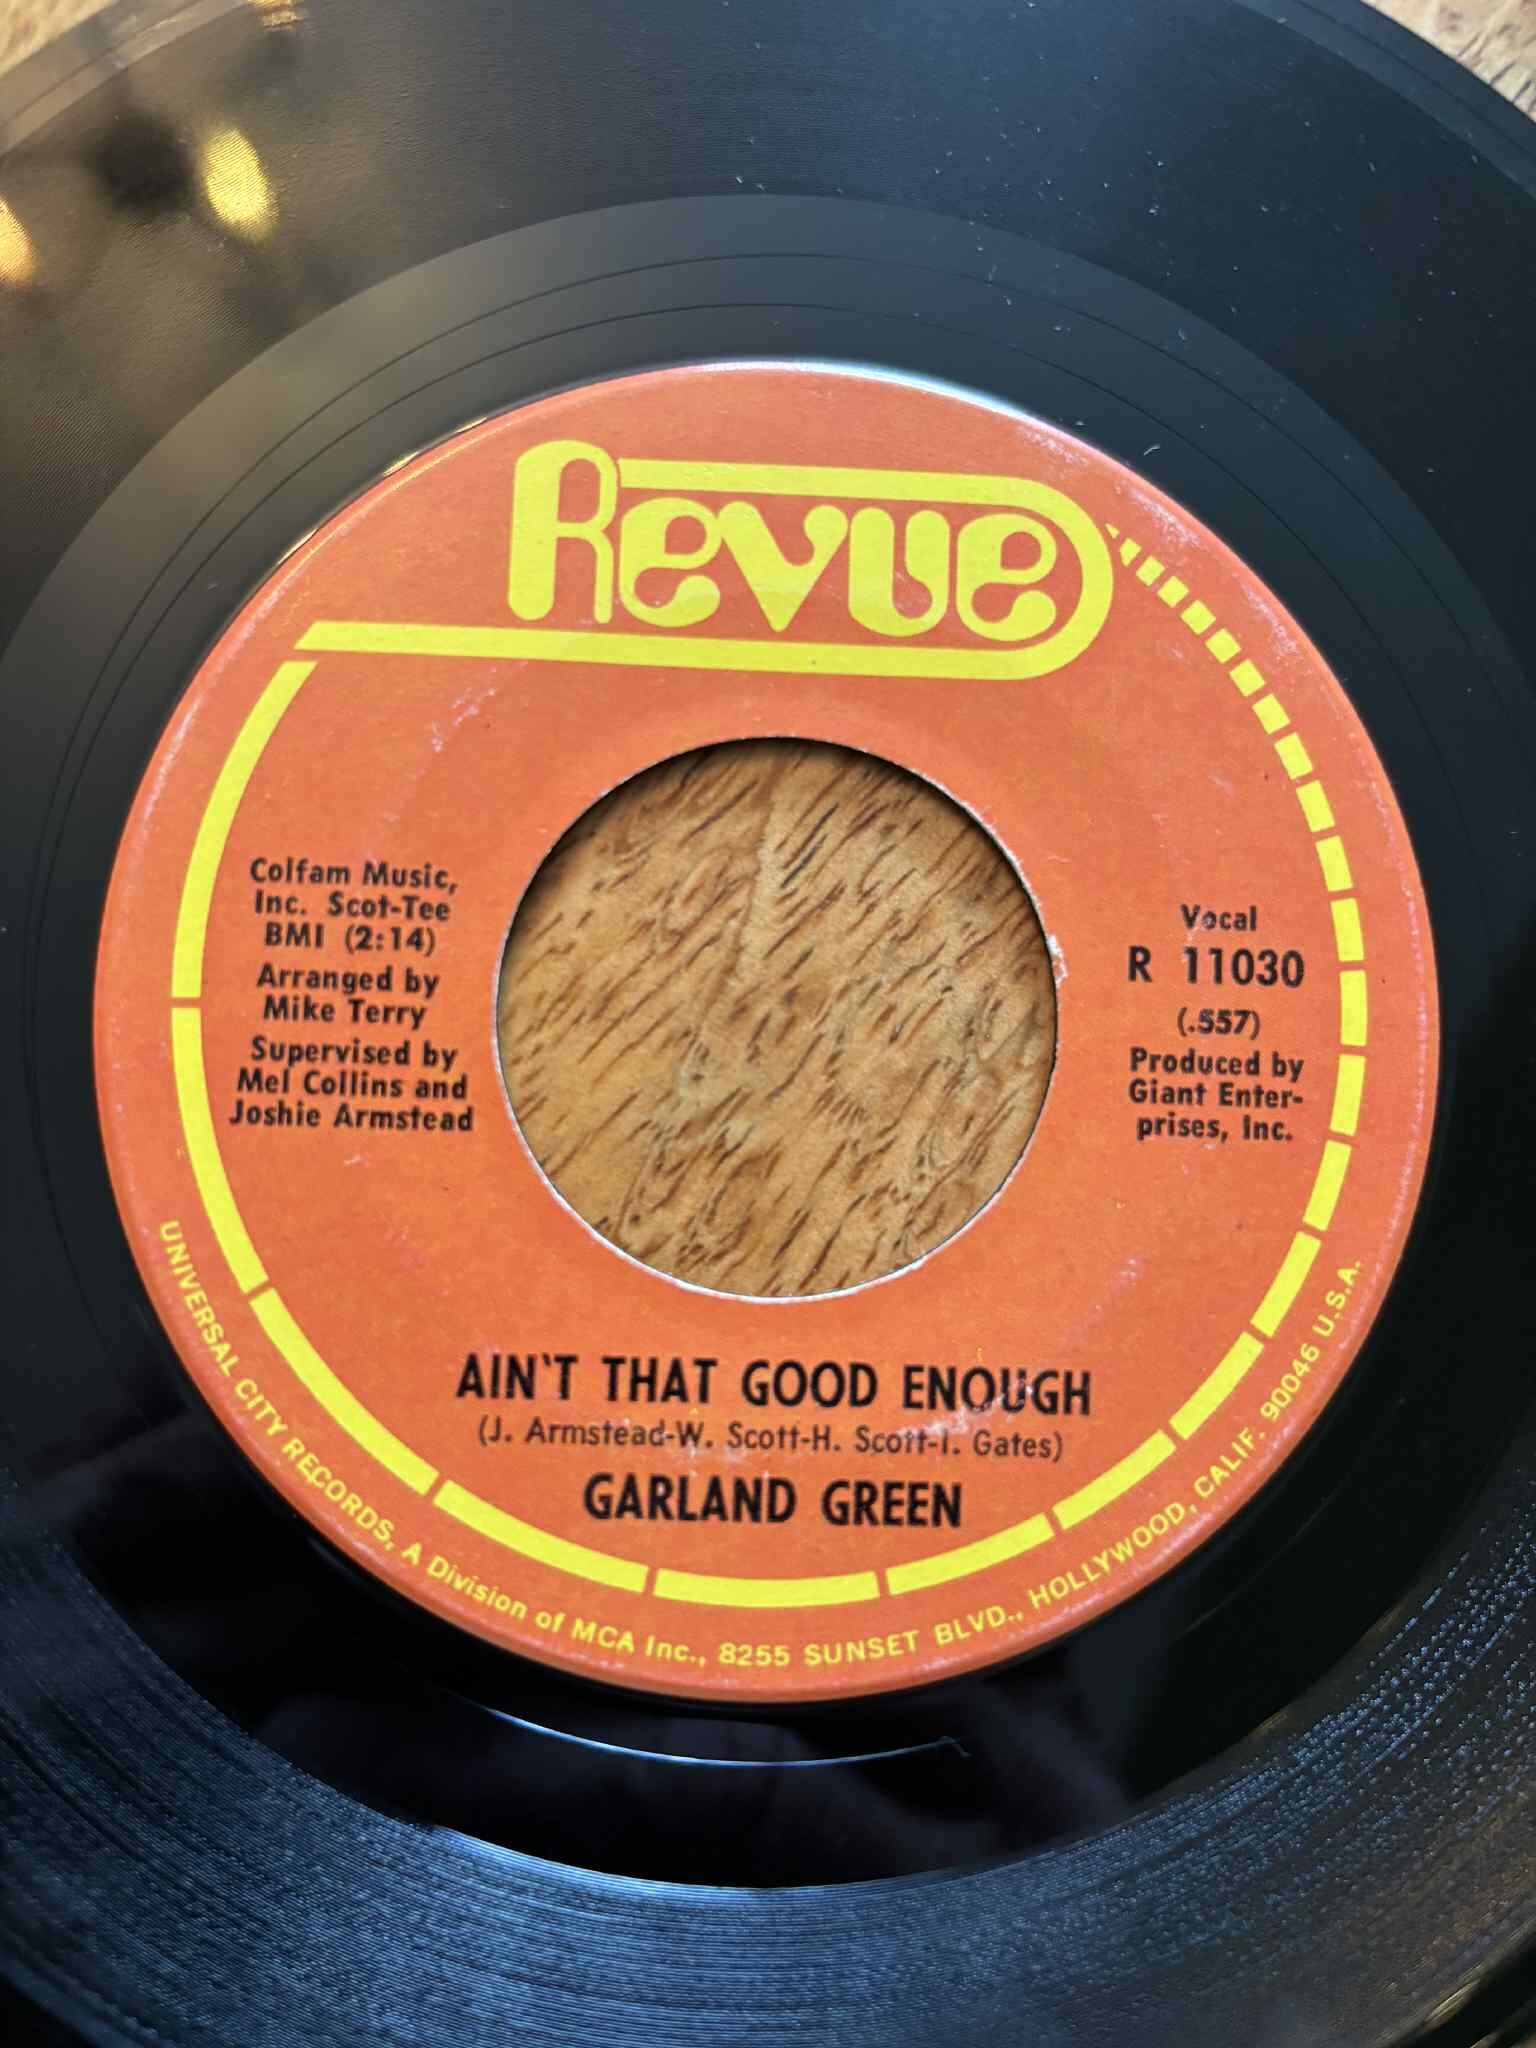 Revue
Colfam Music,
Inc. Scot-Tee
BMI (2:14)
Arranged by
Mike Terry
Supervised by
Mel Collins and
Joshie Armstead
Vocal
R 11030
(.557)
Produced by
Giant Enter-
prises, Inc.
AIN'T THAT GOOD ENOUGH
(J. Armstead-W. Scott-H. Scott-I. Gates)
GARLAND GREEN
UNIVERSAL CITY RECORDS, A Division of MCA Inc., 8255 SUNSET BLVD., HOLLYWOOD, CALIF. 90046 U.S.A.